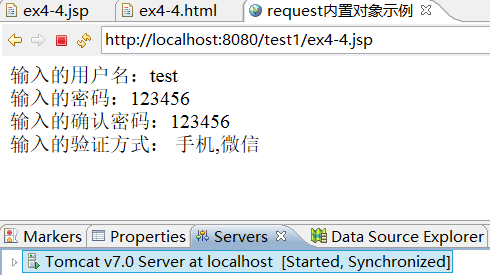 ex4-4.jsp ex4-4.html request内置对象示例
http://localhost:8080/test1/ex4-4.jsp
输入的用户名：test
输入的密码：123456
输入的确认密码：123456
输入的验证方式： 手机,微信
Markers Properties Servers Data Source Explorer
Tomcat v7.0 Server at localhost [Started, Synchronized]